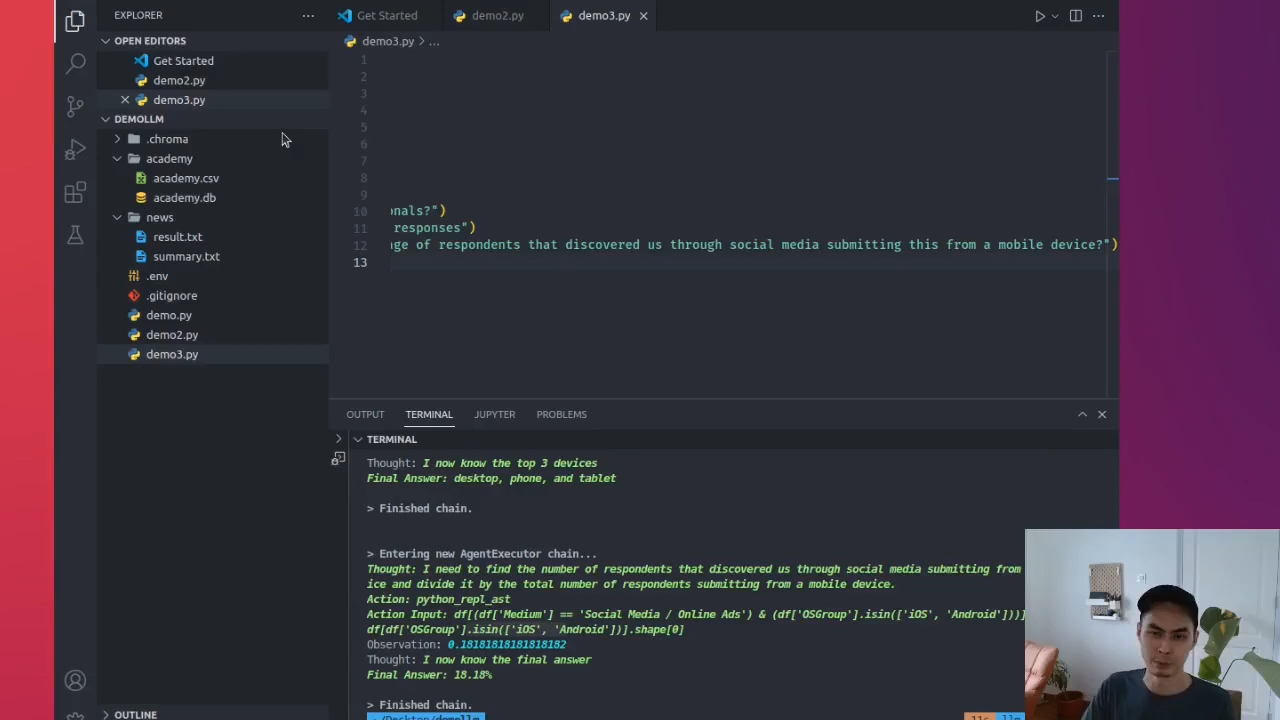 EXPLORER
OPEN EDITORS
Get Started
demo2.py
demo3.py
DEMOLLM
.chroma
academy
academy.csv
academy.db
news
result.txt
summary.txt
.env
.gitignore
demo.py
demo2.py
demo3.py
OUTLINE
Get Started
demo2.py
demo3.py
demo3.py > ...
1
2
3
4
5
6
7
8
9
10 onals?")
11 responses")
12 ge of respondents that discovered us through social media submitting this from a mobile device?")
13
OUTPUT TERMINAL JUPYTER PROBLEMS
TERMINAL
Thought: I now know the top 3 devices
Final Answer: desktop, phone, and tablet
> Finished chain.
> Entering new AgentExecutor chain...
Thought: I need to find the number of respondents that discovered us through social media submitting from
ice and divide it by the total number of respondents submitting from a mobile device.
Action: python_repl_ast
Action Input: df[(df['Medium'] == 'Social Media / Online Ads') & (df['OSGroup'].isin(['iOS', 'Android']))]
df[df['OSGroup'].isin(['iOS', 'Android'])].shape[0]
Observation: 0.18181818181818182
Thought: I now know the final answer
Final Answer: 18.18%
> Finished chain.
~/Desktop/demollm